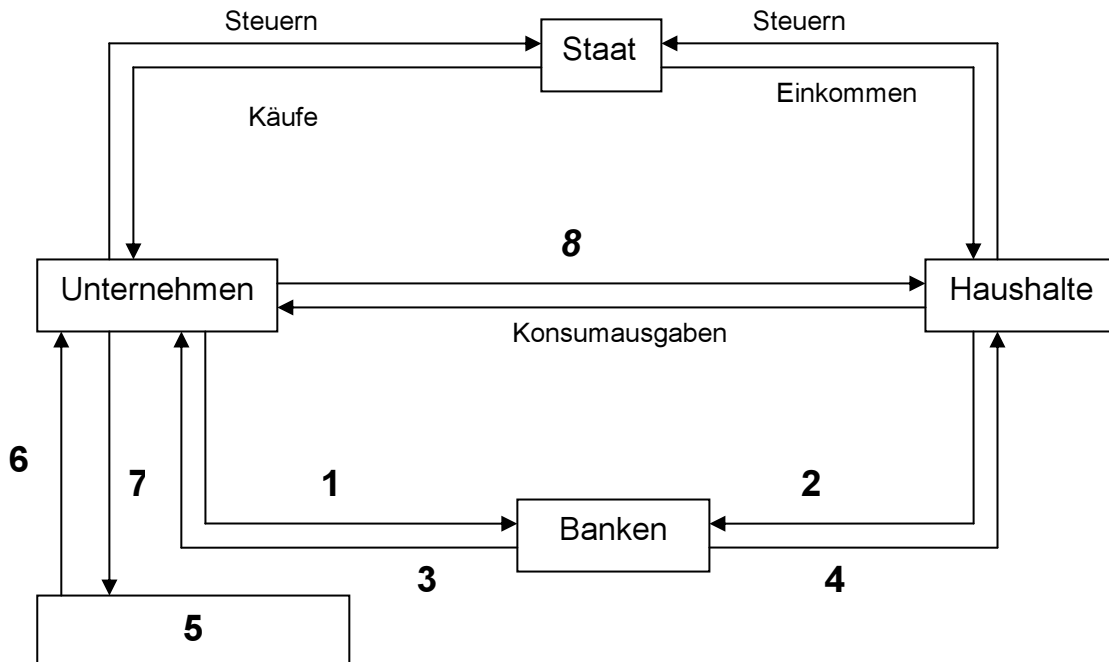 Steuern
Steuern
Staat
Einkommen
Käufe
8
Unternehmen
Haushalte
Konsumausgaben
6
7
1
2
Banken
3
4
5